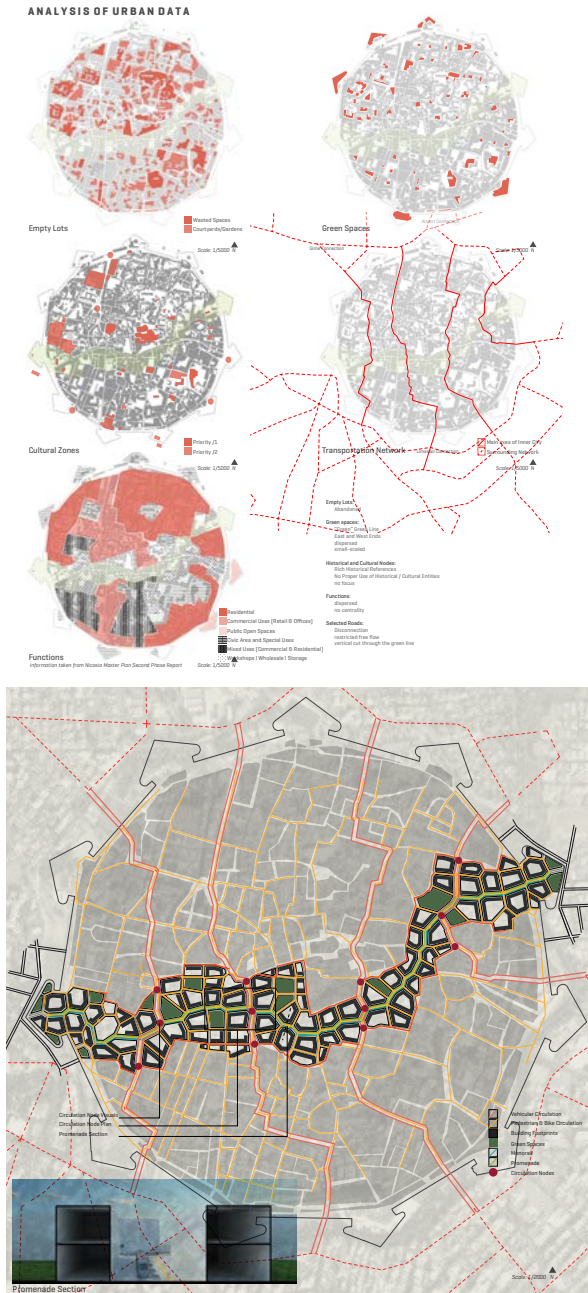 ANALYSIS OF URBAN DATA
Wasted Spaces
Courtyards/Gardens
Empty Lots
Scale: 1/5000 N
Green Spaces
Scale: 1/5000 N
Priority /1
Priority /2
Cultural Zones
Scale: 1/5000 N
Main axes of Inner City
Surrounding Network
Transportation Network
Scale: 1/5000 N
Residential
Commercial Uses [Retail & Offices]
Public Open Spaces
Civic Area and Special Uses
Mixed Uses [Commercial & Residential]
Workshops | Wholesale | Storage
Functions
Information taken from Nicosia Master Plan Second Phase Report
Scale: 1/5000 N
Empty Lots:
Abandoned
Green spaces:
"Green" Green Line
East and West Ends
dispersed
small-scaled
Historical and Cultural Nodes:
Rich Historical References
No Proper Use of Historical / Cultural Entities
no focus
Functions:
dispersed
no centrality
Selected Roads:
Disconnection
restricted free flow
vertical cut through the green line
Circulation Node Visuals
Circulation Node Plan
Promenade Section
Vehicular Circulation
Pedestrian & Bike Circulation
Building Footprints
Green Spaces
Monorail
Promenade
Circulation Nodes
Promenade Section
Scale: 1/2000 N